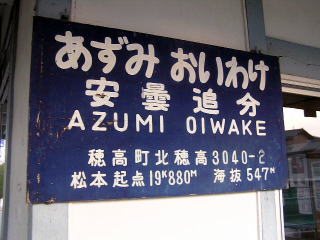 あずみ おいわけ
安曇追分
AZUMI OIWAKE
穂高町北穂高3040-2
松本起点19K880M 海抜547M